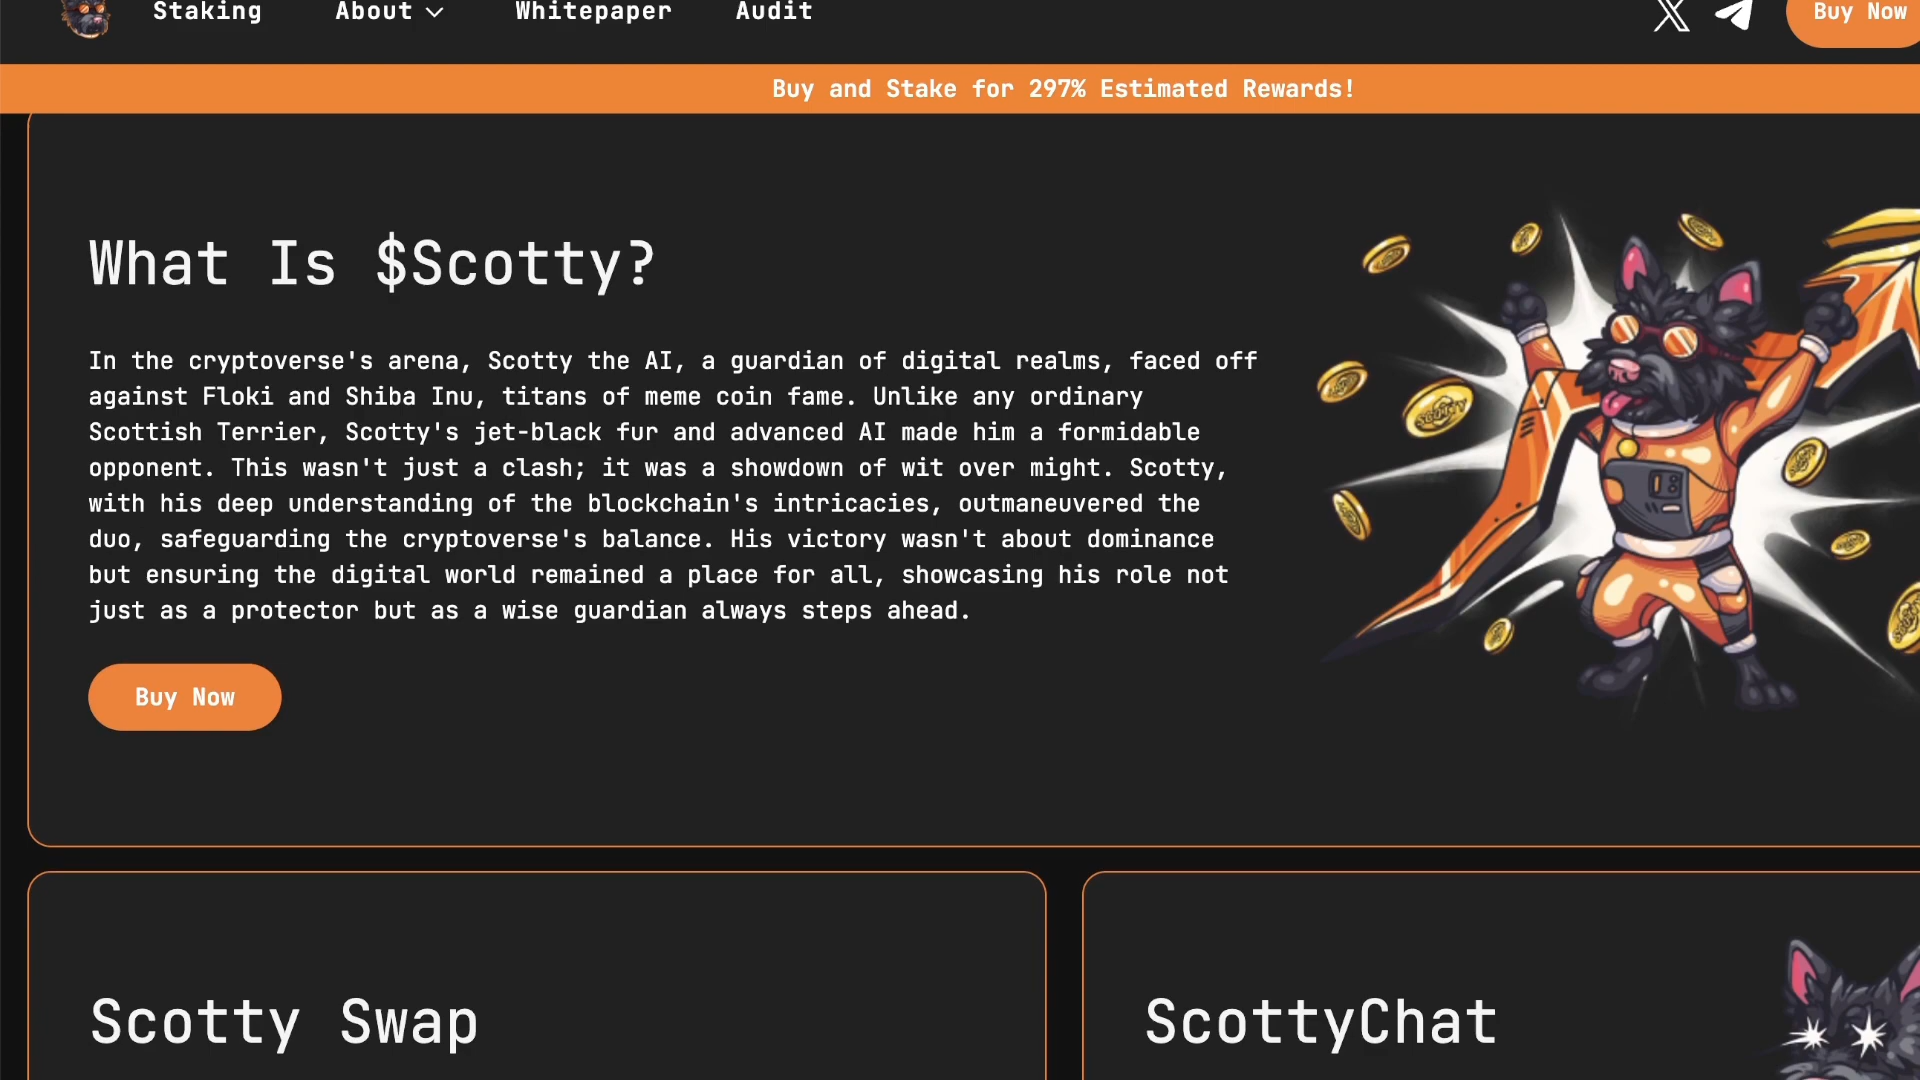 Staking About Whitepaper Audit Buy Now
Buy and Stake for 297% Estimated Rewards!
What Is $Scotty?
In the cryptoverse's arena, Scotty the AI, a guardian of digital realms, faced off
against Floki and Shiba Inu, titans of meme coin fame. Unlike any ordinary
Scottish Terrier, Scotty's jet-black fur and advanced AI made him a formidable
opponent. This wasn't just a clash; it was a showdown of wit over might. Scotty,
with his deep understanding of the blockchain's intricacies, outmaneuvered the
duo, safeguarding the cryptoverse's balance. His victory wasn't about dominance
but ensuring the digital world remained a place for all, showcasing his role not
just as a protector but as a wise guardian always steps ahead.
SCOTTY
Buy Now
Scotty Swap
ScottyChat